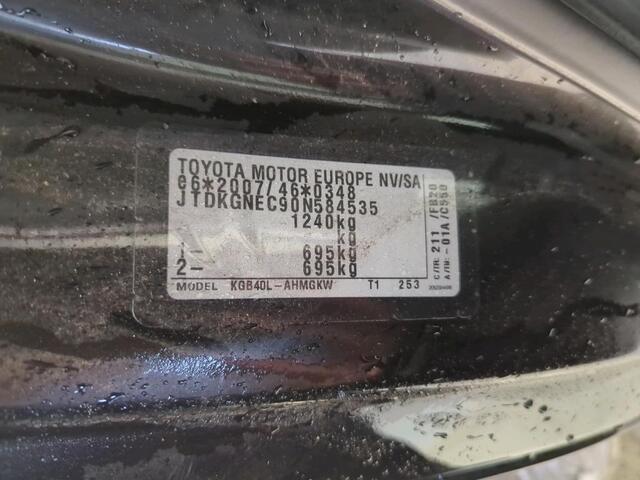 TOYOTA MOTOR EUROPE NV/SA
e6*2007/46*0348
JTDKGNEC90N584535
1240kg
kg
1- 695kg
2- 695kg
MODEL KGB40L-AHMGKW T1 253
C/TR: 211 /FB20
A/TM: -01A /C550